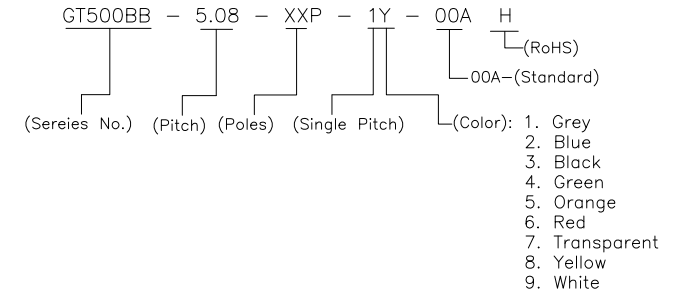 GT500BB - 5.08 - XXP - 1Y - 00A H
(RoHS)
00A-(Standard)
(Sereies No.) (Pitch) (Poles) (Single Pitch) (Color): 1. Grey
2. Blue
3. Black
4. Green
5. Orange
6. Red
7. Transparent
8. Yellow
9. White